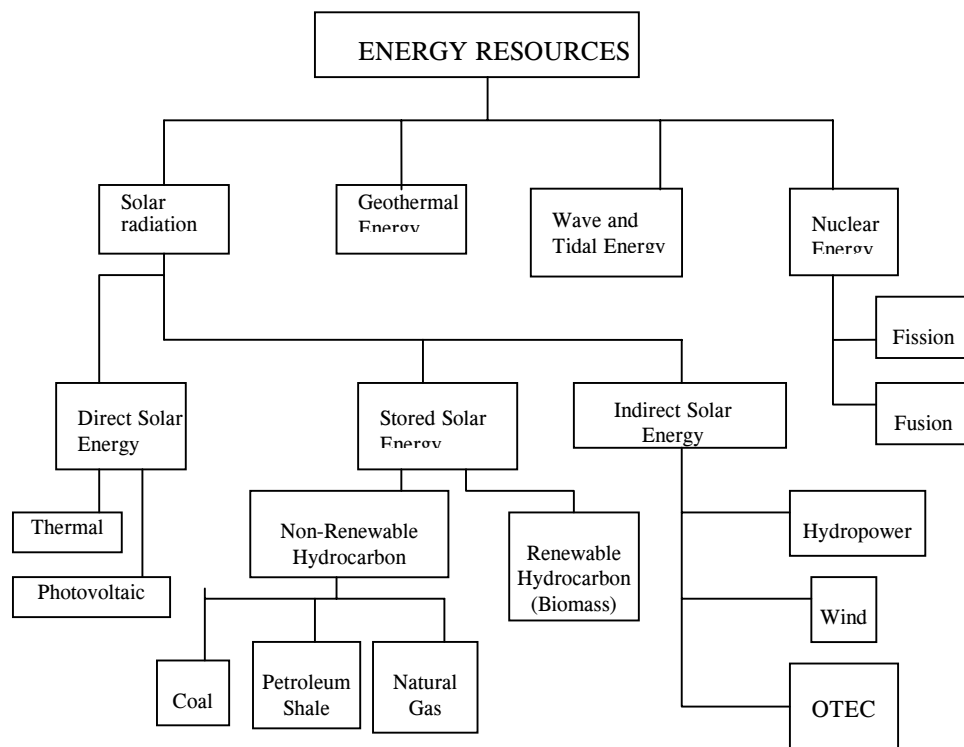 ENERGY RESOURCES
Solar
radiation
Geothermal
Energy
Wave and
Tidal Energy
Nuclear
Energy
Fission
Fusion
Direct Solar
Energy
Stored Solar
Energy
Indirect Solar
Energy
Thermal
Photovoltaic
Non-Renewable
Hydrocarbon
Renewable
Hydrocarbon
(Biomass)
Hydropower
Wind
OTEC
Coal
Petroleum
Shale
Natural
Gas